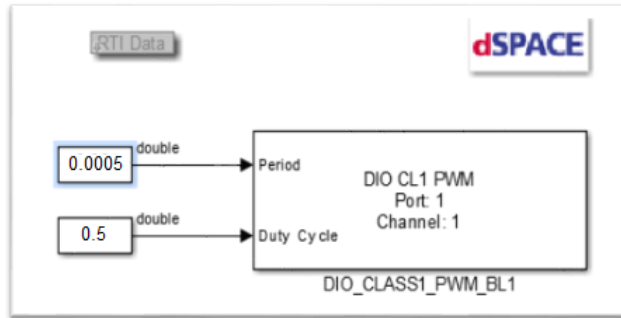 RTI Data
dSPACE
double
0.0005
Period
DIO CL1 PWM
Port: 1
Channel: 1
double
0.5
Duty Cycle
DIO_CLASS1_PWM_BL1